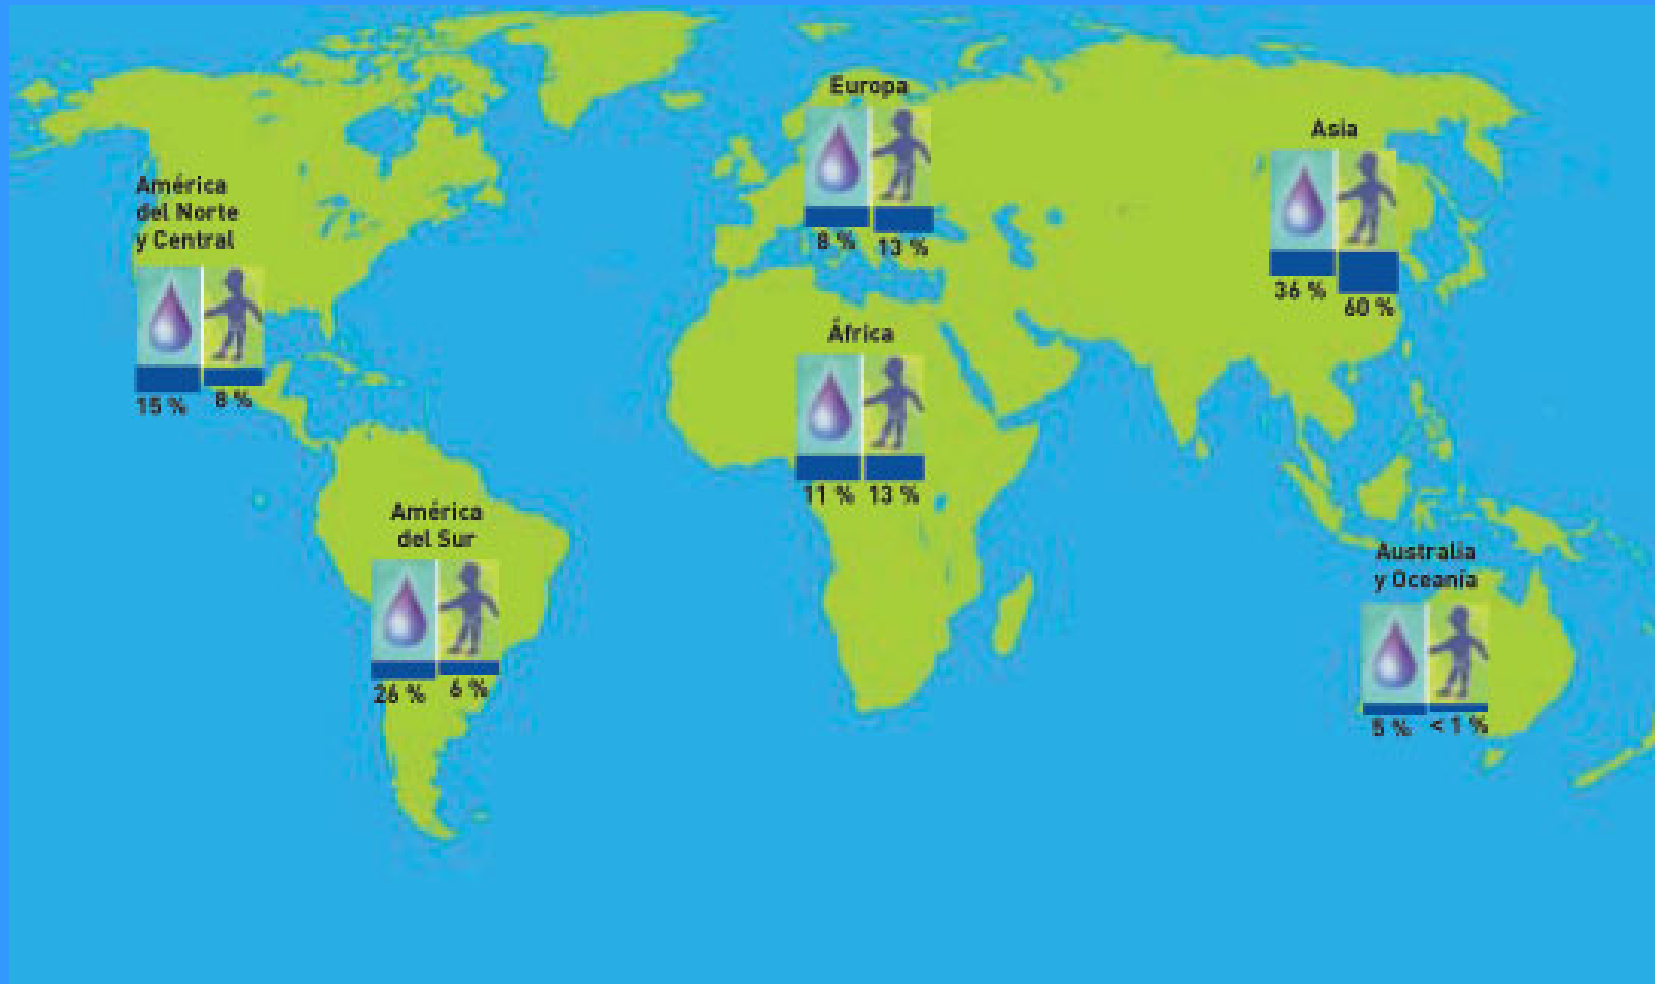 Europa
8 % 13 %
Asia
36 % 60 %
América
del Norte
y Central
15 % 8 %
África
11 % 13 %
América
del Sur
26 % 6 %
Australia
y Oceanía
5 % < 1 %